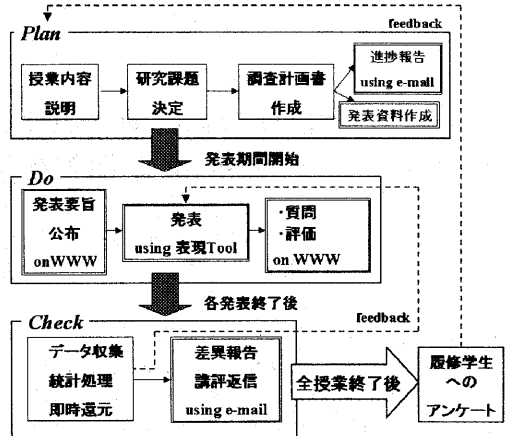 feedback
Plan
授業内容
説明
研究課題
決定
調査計画書
作成
進捗報告
using e-mail
発表資料作成
発表期間開始
Do
発表要旨
公布
onWWW
発表
using 表現Tool
・質問
・評価
on WWW
各発表終了後
feedback
Check
データ収集
統計処理
即時還元
差異報告
講評返信
using e-mail
全授業終了後
履修学生
への
アンケート